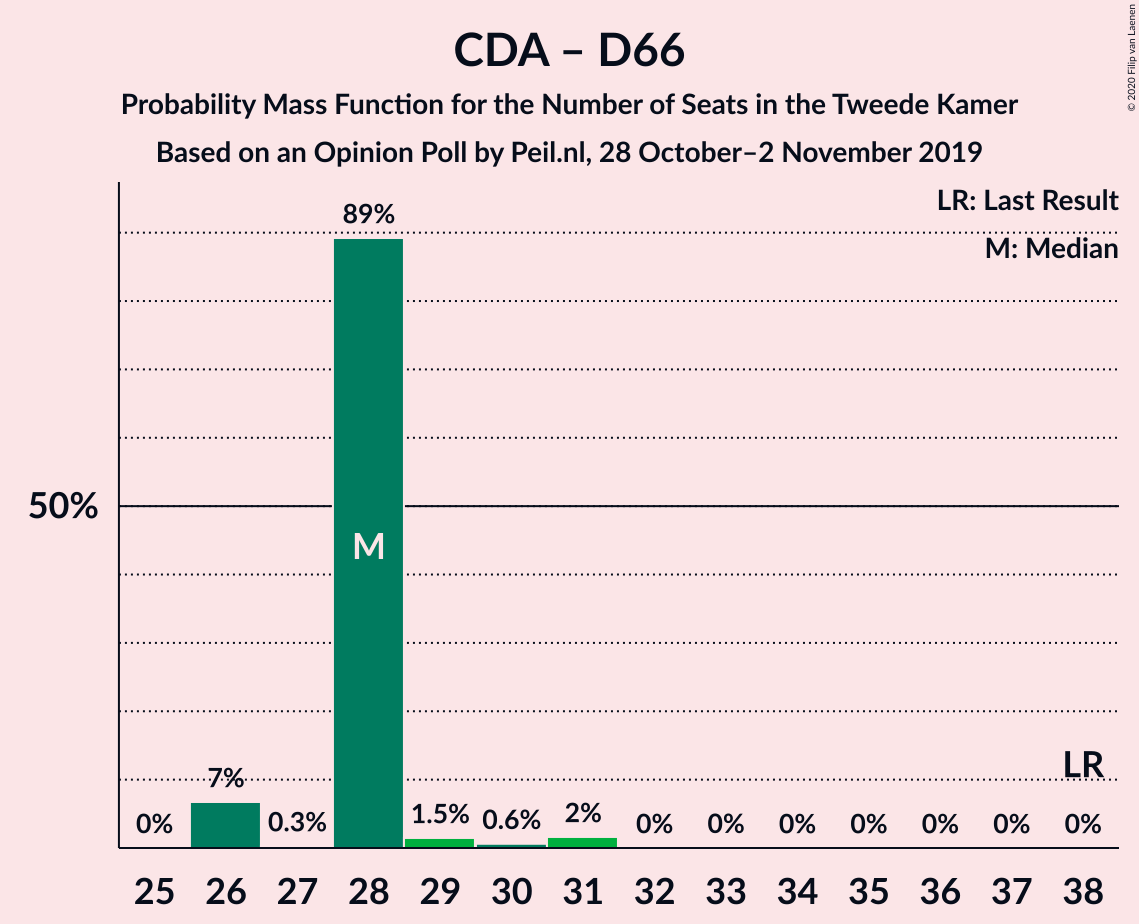 CDA – D66
Probability Mass Function for the Number of Seats in the Tweede Kamer
Based on an Opinion Poll by Peil.nl, 28 October–2 November 2019
© 2020 Filip van Laenen
LR: Last Result
M: Median
89%
50%
M
LR
7%
0%
0.3%
1.5%
0.6%
2%
0%
0%
0%
0%
0%
0%
0%
25 26 27 28 29 30 31 32 33 34 35 36 37 38